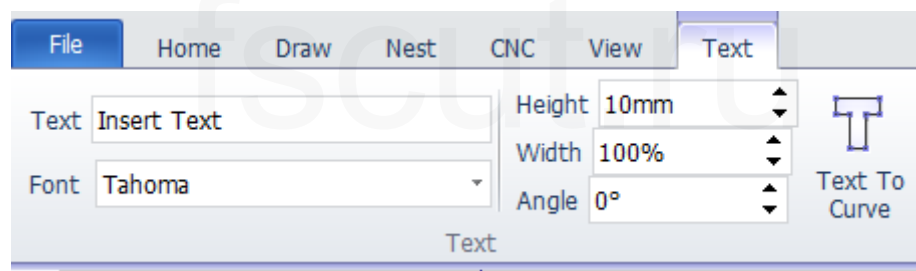 File Home Draw Nest CNC View Text
Text Insert Text
Font Tahoma
Height 10mm
Width 100%
Angle 0°
Text To
Curve
Text
fscut.ru